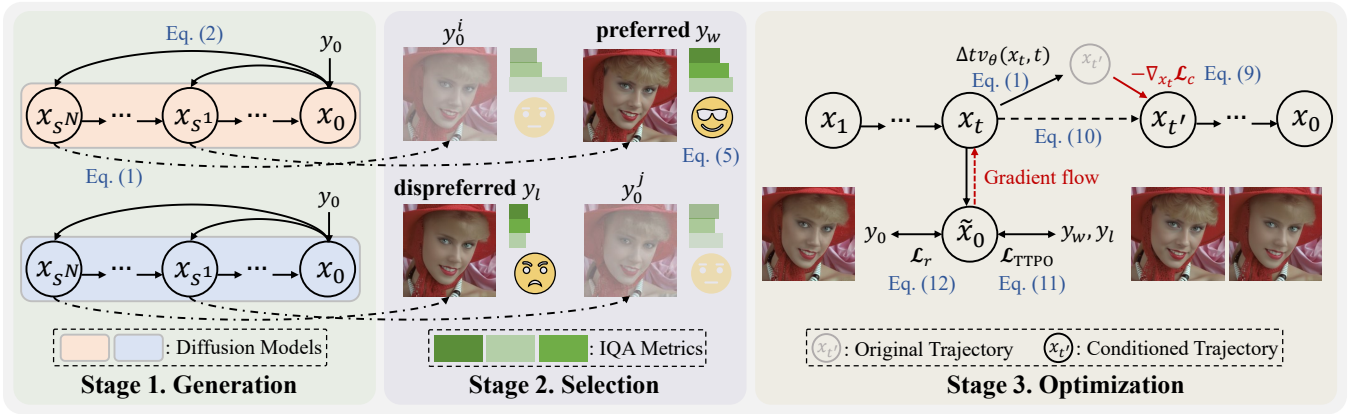 Eq. (2)
y_0
x_{s^N} ··· x_{s^1} ··· x_0
Eq. (1)
y_0
x_{s^N} ··· x_{s^1} ··· x_0
: Diffusion Models
Stage 1. Generation
y_0^i
preferred y_w
Eq. (5)
dispreferred y_l
y_0^j
: IQA Metrics
Stage 2. Selection
Δtv_θ(x_t, t)
Eq. (1)
x_{t'}
−∇_{x_t} 𝓛_c
Eq. (9)
x_1 ··· x_t
Eq. (10)
x_{t'} ··· x_0
Gradient flow
y_0
x̃_0
y_w, y_l
𝓛_r
𝓛_TTPO
Eq. (12)
Eq. (11)
x_{t'} : Original Trajectory
x_{t'} : Conditioned Trajectory
Stage 3. Optimization